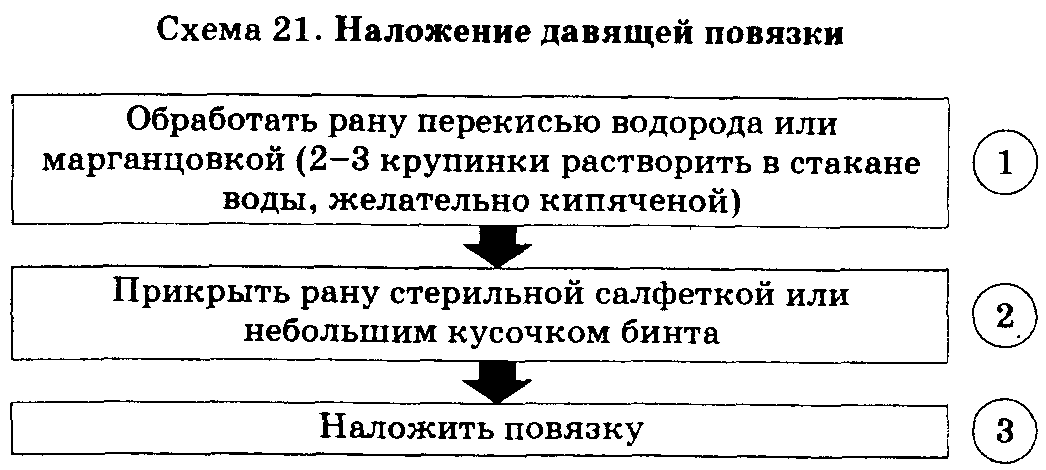 Схема 21. Наложение давящей повязки
Обработать рану перекисью водорода или
марганцовкой (2–3 крупинки растворить в стакане
воды, желательно кипяченой)
1
Прикрыть рану стерильной салфеткой или
небольшим кусочком бинта
2
Наложить повязку
3